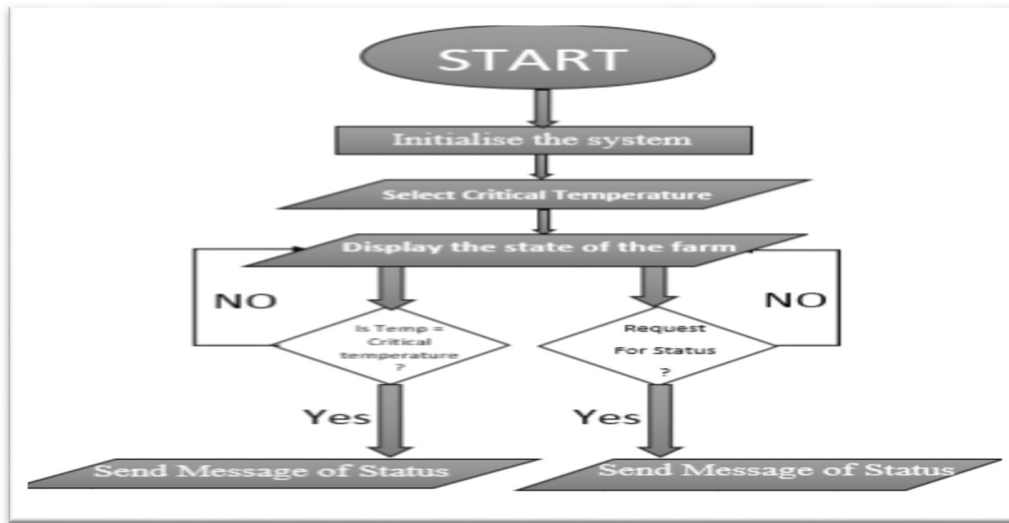 START
Initialise the system
Select Critical Temperature
Display the state of the farm
NO
NO
Is Temp =
Critical
temperature
?
Request
For Status
?
Yes
Yes
Send Message of Status
Send Message of Status